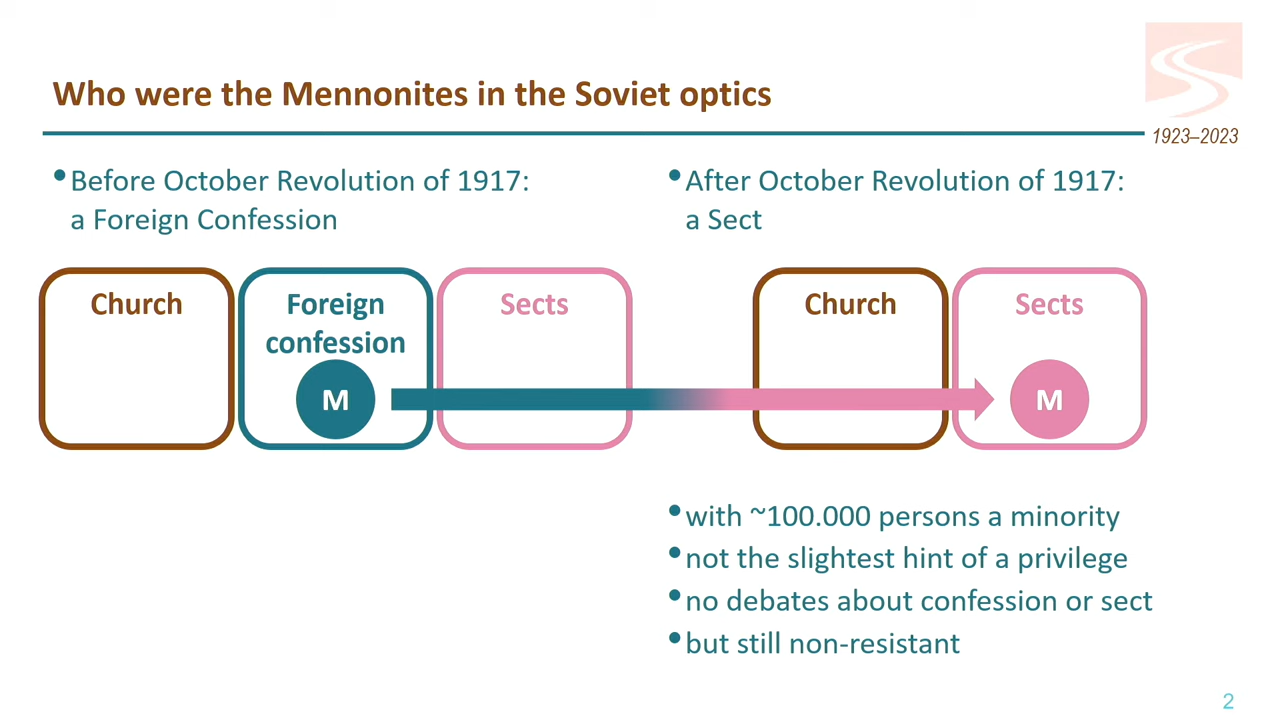 Who were the Mennonites in the Soviet optics
1923–2023
•Before October Revolution of 1917:
a Foreign Confession
•After October Revolution of 1917:
a Sect
Church
Foreign
confession
M
Sects
Church
Sects
M
•with ~100.000 persons a minority
•not the slightest hint of a privilege
•no debates about confession or sect
•but still non-resistant
2